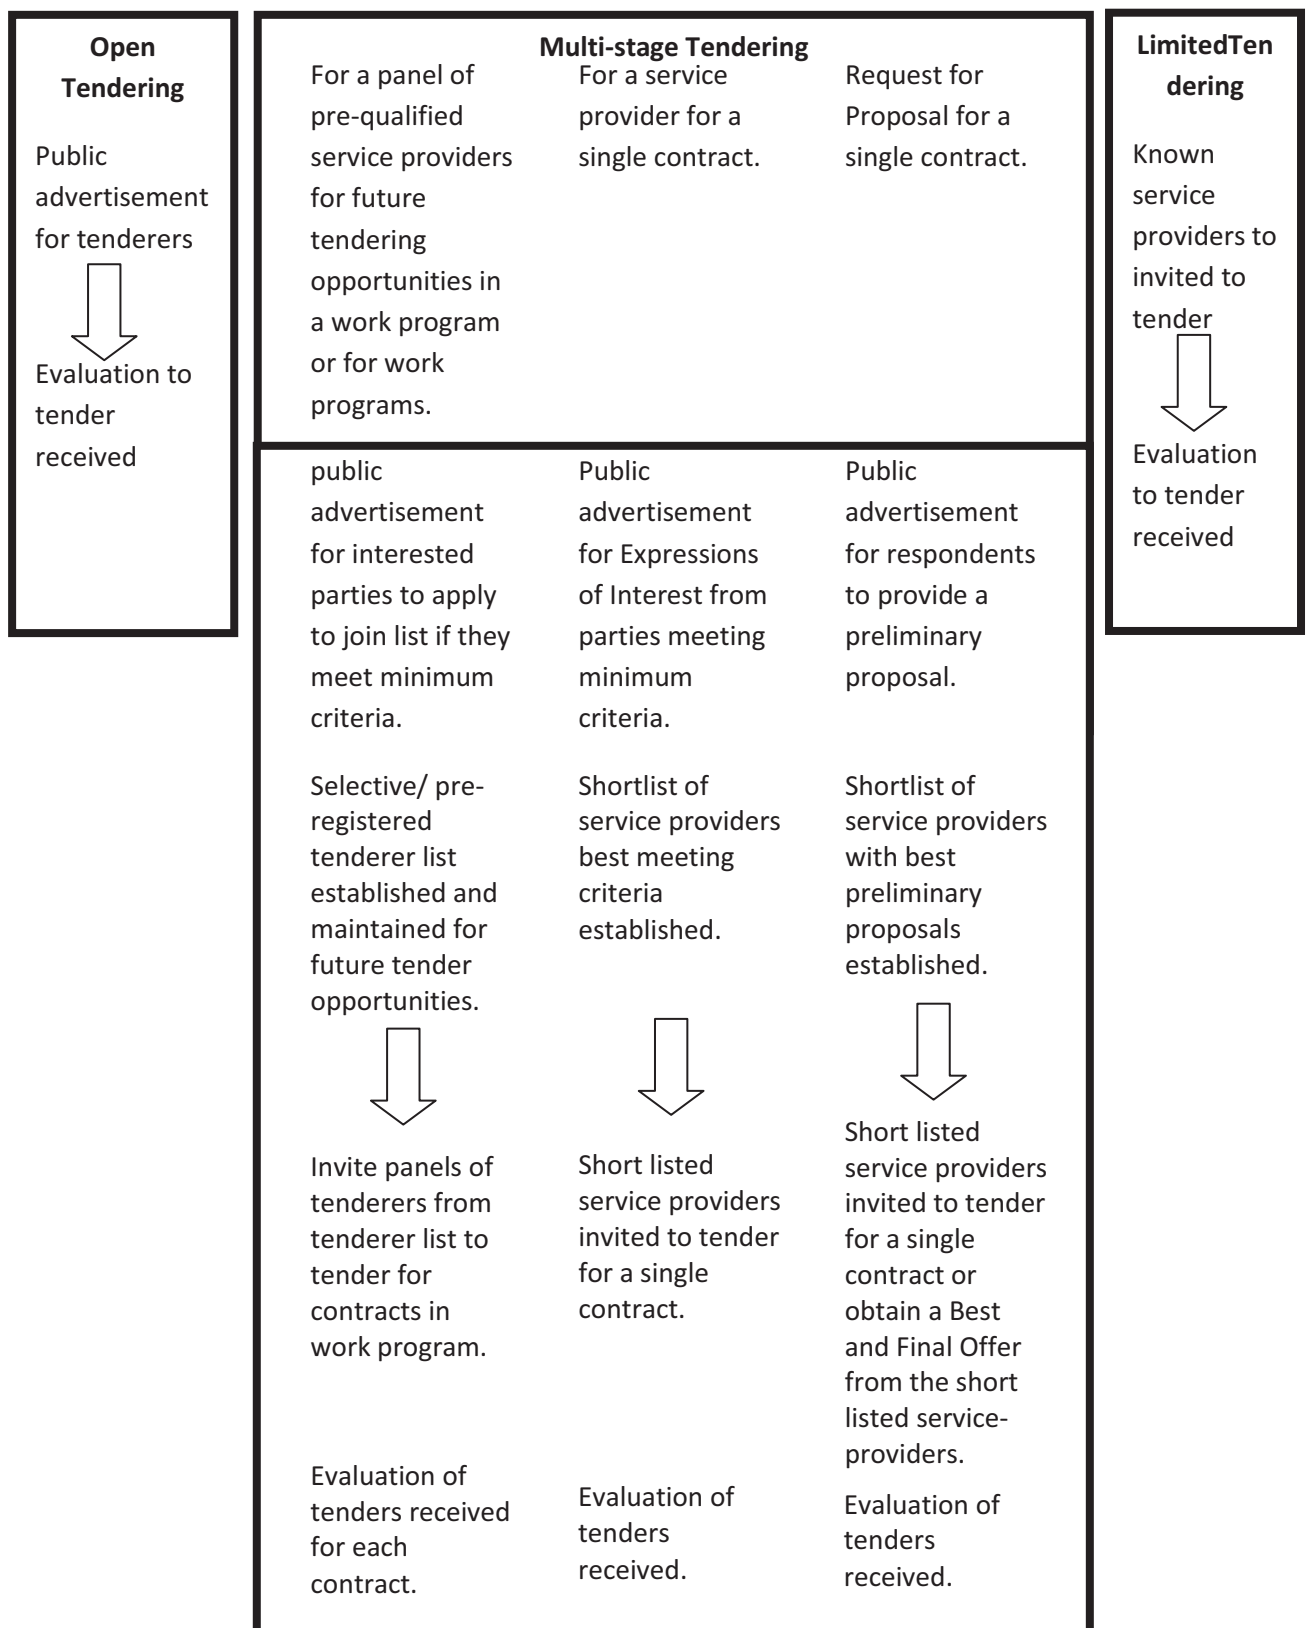 Open
Tendering
Public
advertisement
for tenderers
Evaluation to
tender
received
Multi-stage Tendering
For a panel of
pre-qualified
service providers
for future
tendering
opportunities in
a work program
or for work
programs.
public
advertisement
for interested
parties to apply
to join list if they
meet minimum
criteria.
Selective/ pre-
registered
tenderer list
established and
maintained for
future tender
opportunities.
Invite panels of
tenderers from
tenderer list to
tender for
contracts in
work program.
Evaluation of
tenders received
for each
contract.
For a service
provider for a
single contract.
Public
advertisement
for Expressions
of Interest from
parties meeting
minimum
criteria.
Shortlist of
service providers
best meeting
criteria
established.
Short listed
service providers
invited to tender
for a single
contract.
Evaluation of
tenders
received.
Request for
Proposal for a
single contract.
Public
advertisement
for respondents
to provide a
preliminary
proposal.
Shortlist of
service providers
with best
preliminary
proposals
established.
Short listed
service providers
invited to tender
for a single
contract or
obtain a Best
and Final Offer
from the short
listed service-
providers.
Evaluation of
tenders
received.
LimitedTen
dering
Known
service
providers to
invited to
tender
Evaluation
to tender
received